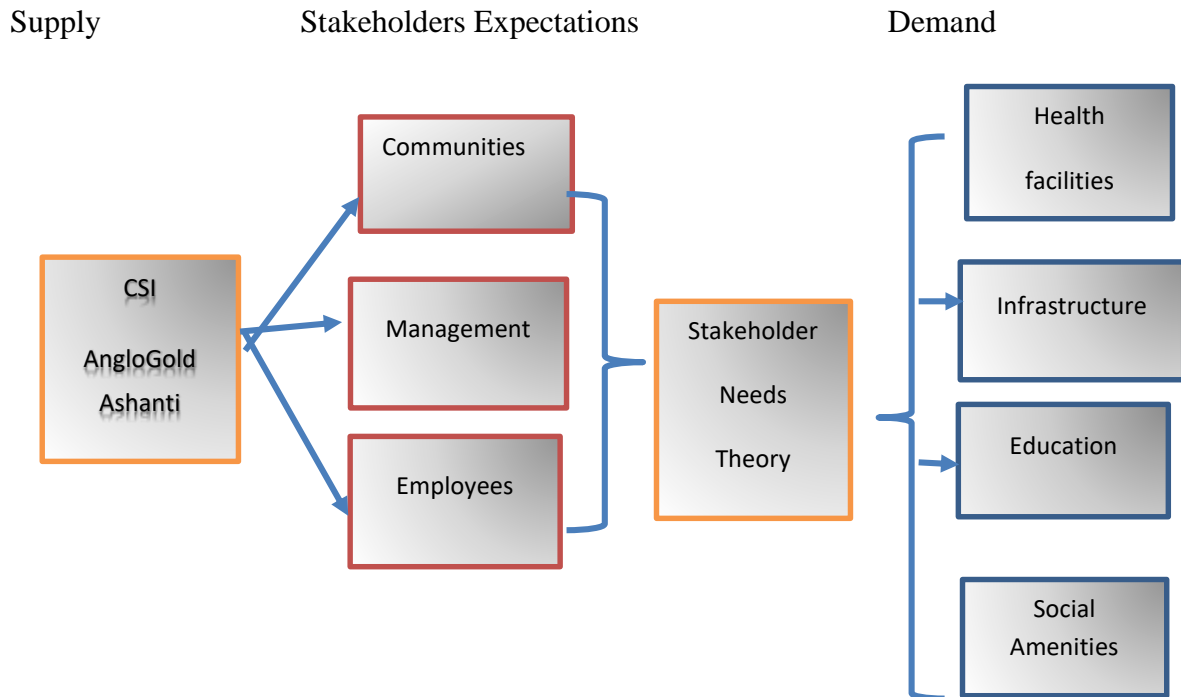 Supply
Stakeholders Expectations
Demand
CSI
AngloGold
Ashanti
Communities
Management
Employees
Stakeholder
Needs
Theory
Health
facilities
Infrastructure
Education
Social
Amenities